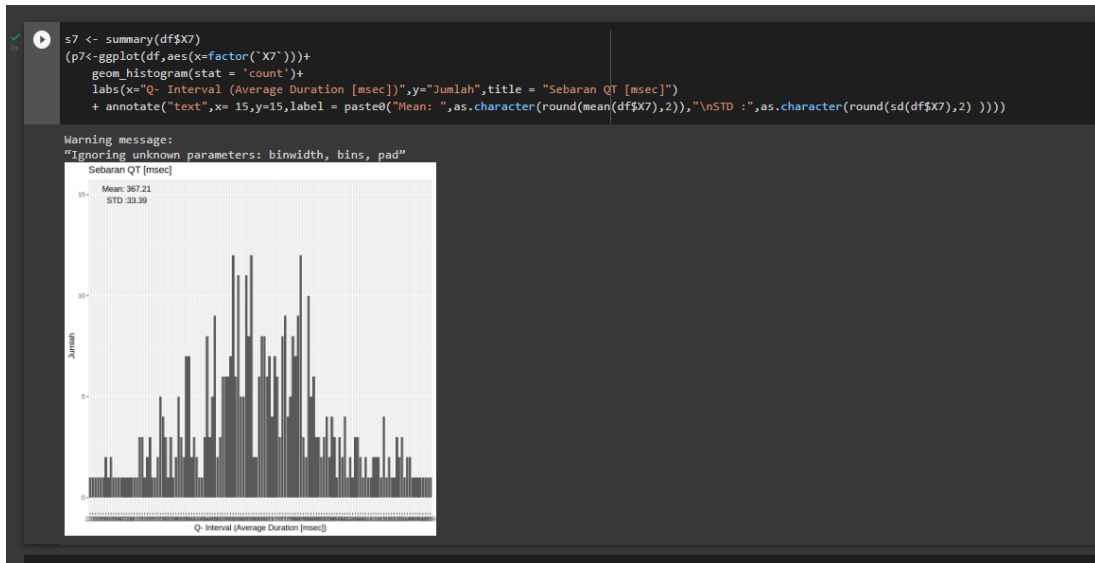 s7 <- summary(df$X7)
(p7<-ggplot(df,aes(x=factor(`X7`)))+
geom_histogram(stat = 'count')+
labs(x="Q- Interval (Average Duration [msec])",y="Jumlah",title = "Sebaran QT [msec]")
+ annotate("text",x= 15,y=15,label = paste0("Mean: ",as.character(round(mean(df$X7),2)),"\nSTD :",as.character(round(sd(df$X7),2) ))))
Warning message:
“Ignoring unknown parameters: binwidth, bins, pad”
Sebaran QT [msec]
Mean: 367.21
STD :33.39
15
10
5
0
Jumlah
Q- Interval (Average Duration [msec])